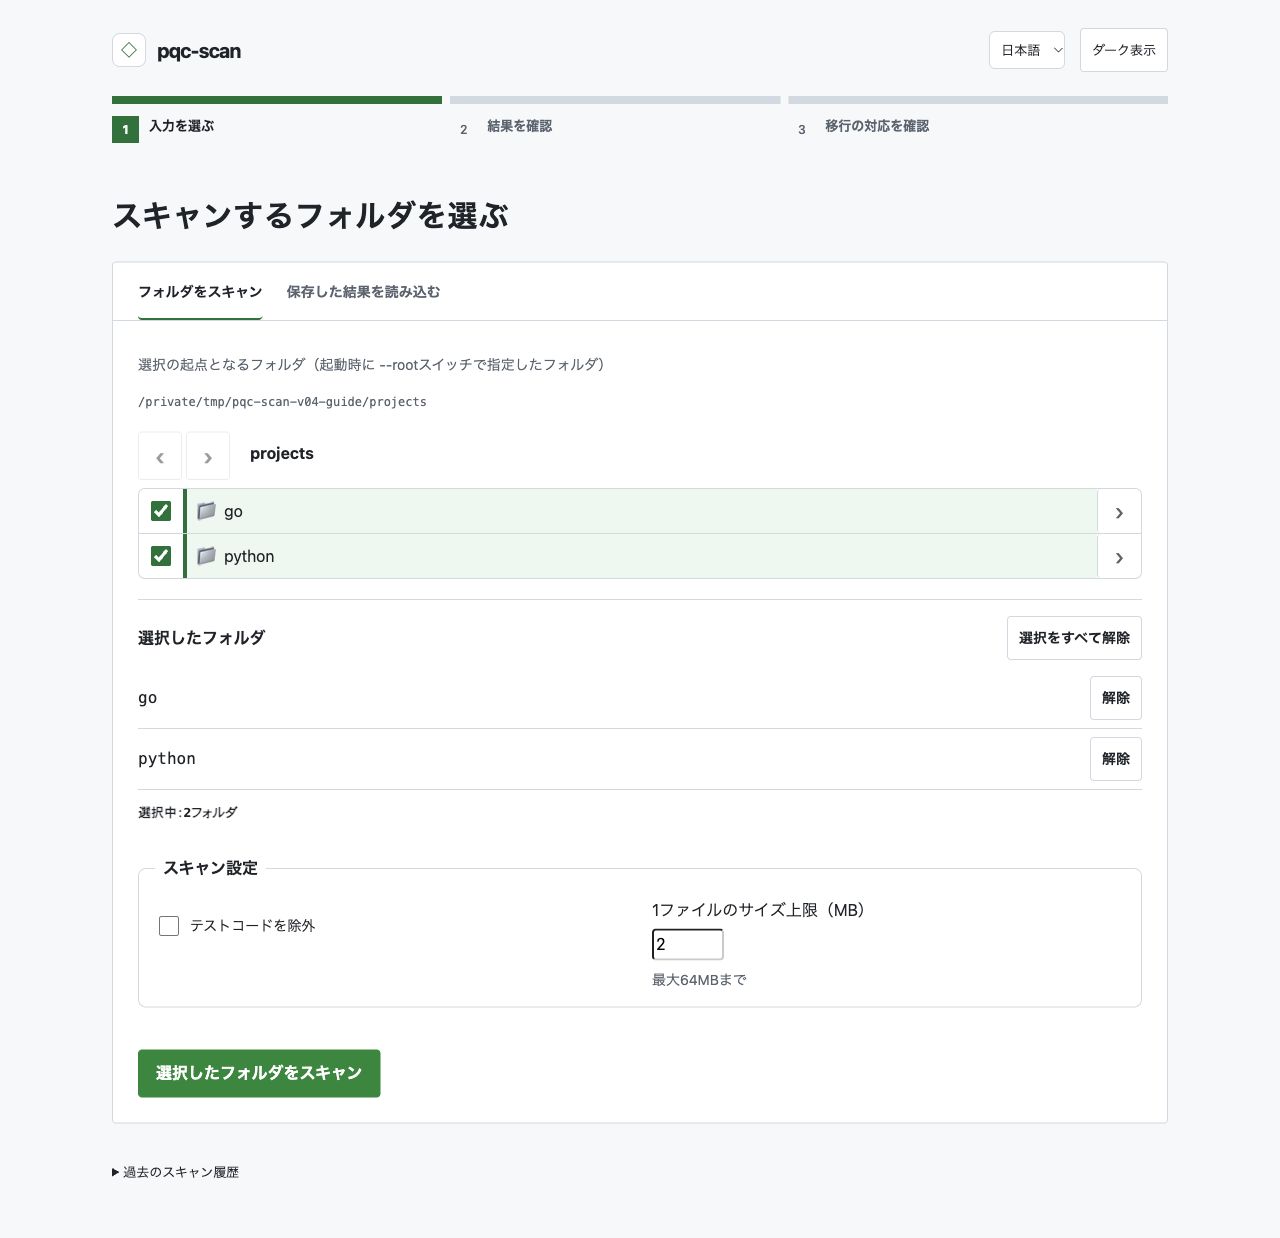 pqc-scan
日本語
ダーク表示
1 入力を選ぶ
2 結果を確認
3 移行の対応を確認
スキャンするフォルダを選ぶ
フォルダをスキャン 保存した結果を読み込む
選択の起点となるフォルダ（起動時に --rootスイッチで指定したフォルダ）
/private/tmp/pqc-scan-v04-guide/projects
‹ › projects
go ›
python ›
選択したフォルダ 選択をすべて解除
go 解除
python 解除
選択中:2フォルダ
スキャン設定
テストコードを除外
1ファイルのサイズ上限（MB）
2
最大64MBまで
選択したフォルダをスキャン
過去のスキャン履歴